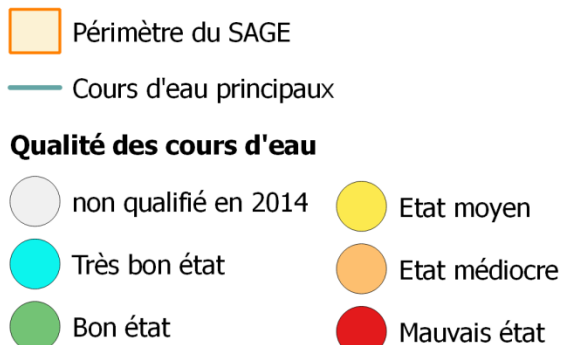 Périmètre du SAGE
Cours d'eau principaux
Qualité des cours d'eau
non qualifié en 2014
Très bon état
Bon état
Etat moyen
Etat médiocre
Mauvais état